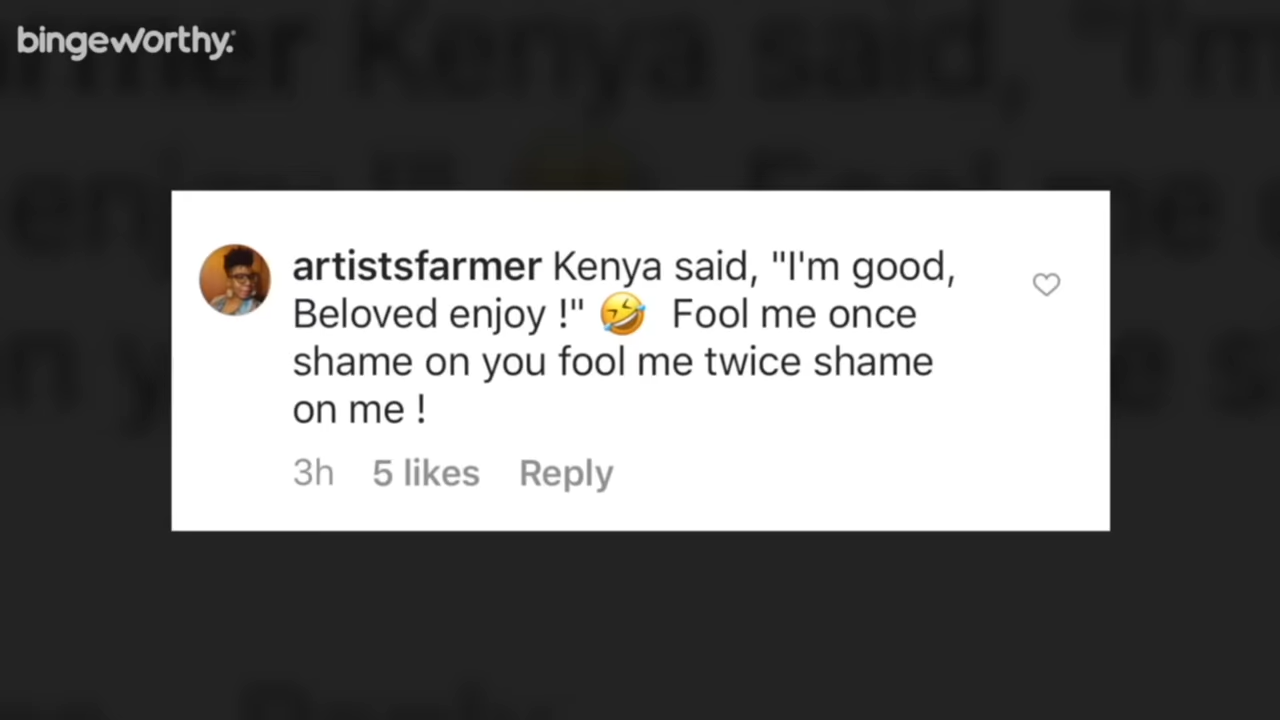 bingeworthy.
artistsfarmer Kenya said, "I'm good,
Beloved enjoy !" 🤣 Fool me once
shame on you fool me twice shame
on me !
3h 5 likes Reply